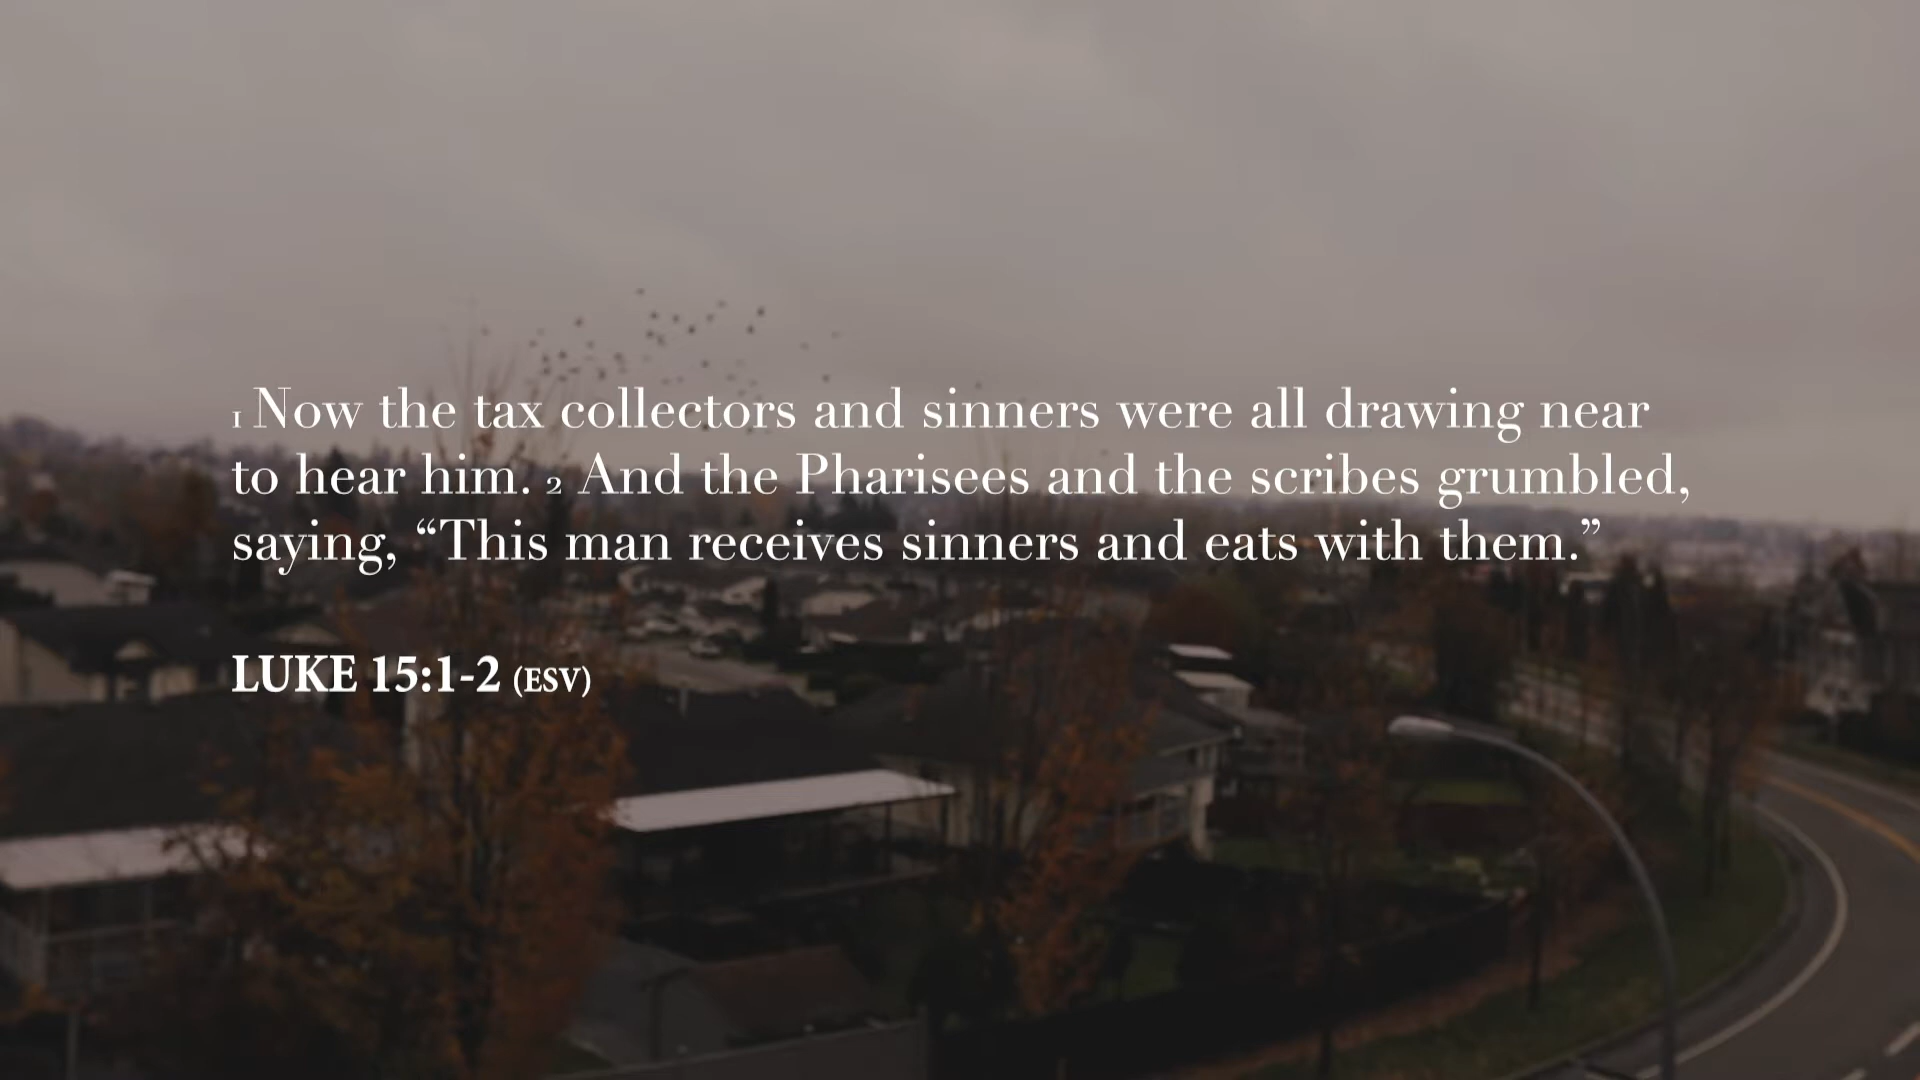 1 Now the tax collectors and sinners were all drawing near
to hear him. 2 And the Pharisees and the scribes grumbled,
saying, “This man receives sinners and eats with them.”
LUKE 15:1-2 (ESV)